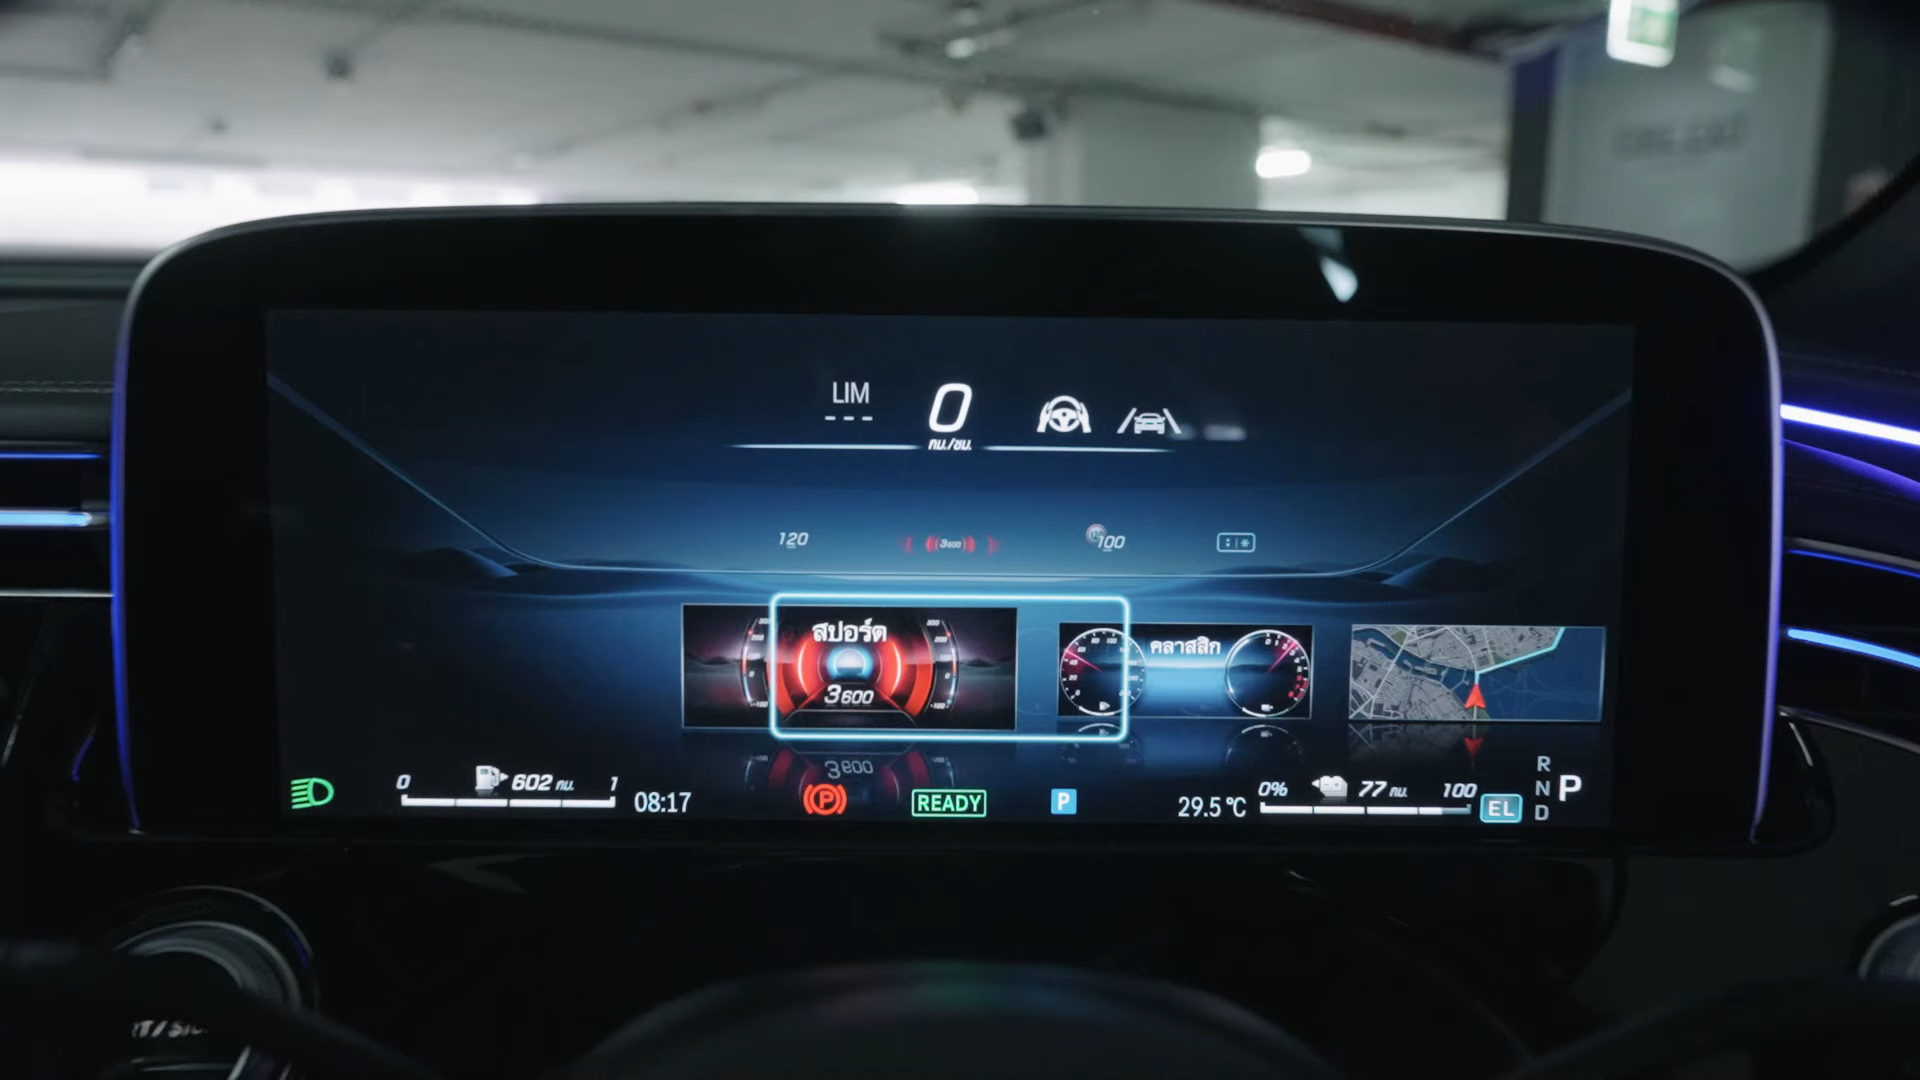 LIM
---
0
กม./ชม.
120
3600
100
สปอร์ต
3600
คลาสสิก
0 602 กม. 1
08:17
READY
P
29.5 °C
0% 77 กม. 100
EL
R
N
D
P